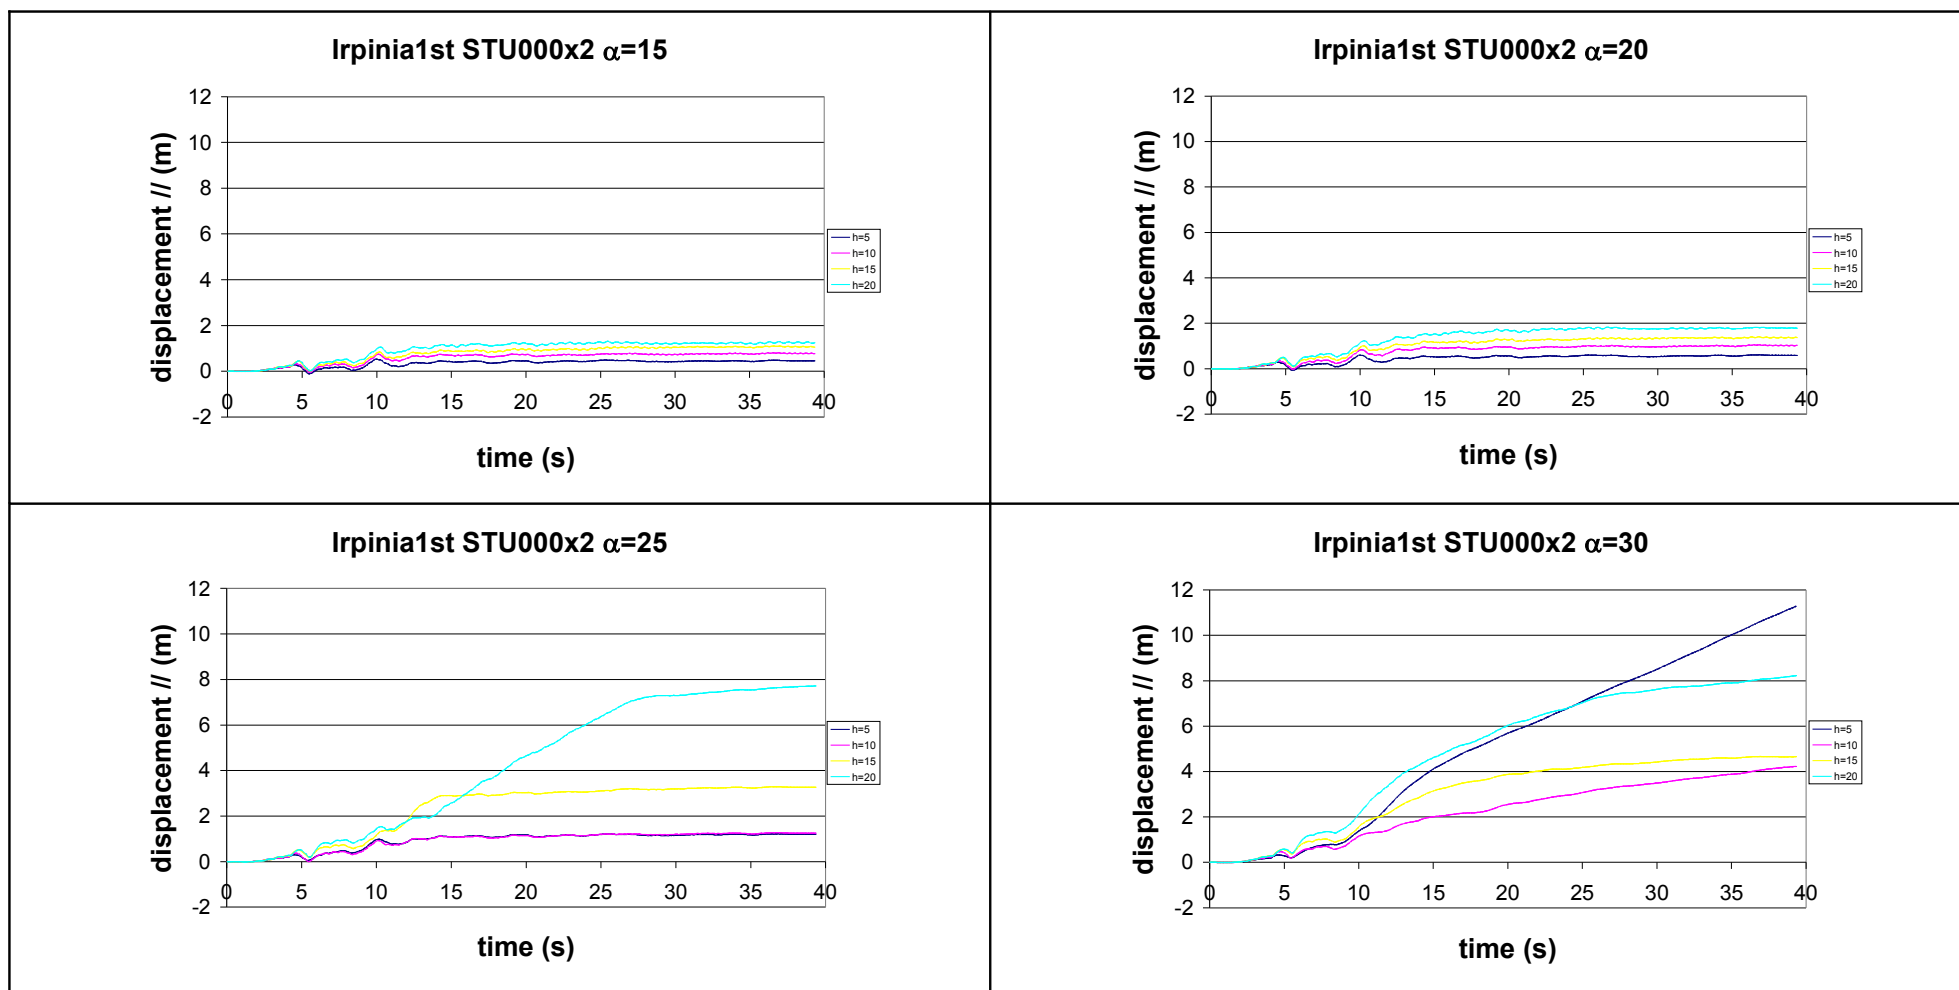 Irpinia1st STU000x2 α=15
displacement // (m)
12
10
8
6
4
2
0
-2
0 5 10 15 20 25 30 35 40
time (s)
h=5
h=10
h=15
h=20
Irpinia1st STU000x2 α=20
displacement // (m)
12
10
8
6
4
2
0
-2
0 5 10 15 20 25 30 35 40
time (s)
h=5
h=10
h=15
h=20
Irpinia1st STU000x2 α=25
displacement // (m)
12
10
8
6
4
2
0
-2
0 5 10 15 20 25 30 35 40
time (s)
h=5
h=10
h=15
h=20
Irpinia1st STU000x2 α=30
displacement // (m)
12
10
8
6
4
2
0
-2
0 5 10 15 20 25 30 35 40
time (s)
h=5
h=10
h=15
h=20